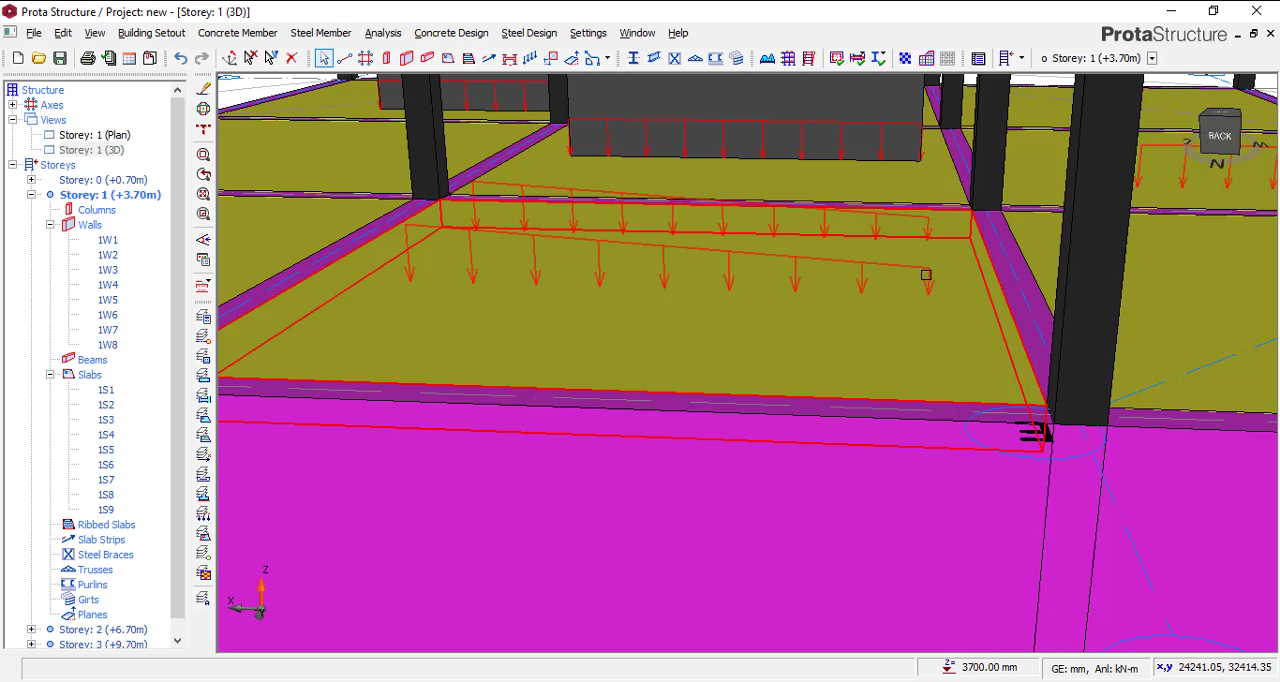 Prota Structure / Project: new - [Storey: 1 (3D)]
File Edit View Building Setout Concrete Member Steel Member Analysis Concrete Design Steel Design Settings Window Help
ProtaStructure
o Storey: 1 (+3.70m)
Structure
Axes
Views
Storey: 1 (Plan)
Storey: 1 (3D)
Storeys
Storey: 0 (+0.70m)
Storey: 1 (+3.70m)
Columns
Walls
1W1
1W2
1W3
1W4
1W5
1W6
1W7
1W8
Beams
Slabs
1S1
1S2
1S3
1S4
1S5
1S6
1S7
1S8
1S9
Ribbed Slabs
Slab Strips
Steel Braces
Trusses
Purlins
Girts
Planes
Storey: 2 (+6.70m)
Storey: 3 (+9.70m)
BACK
N
Z
X
Z= 3700.00 mm
GE: mm, Anl: kN-m
x,y 24241.05, 32414.35